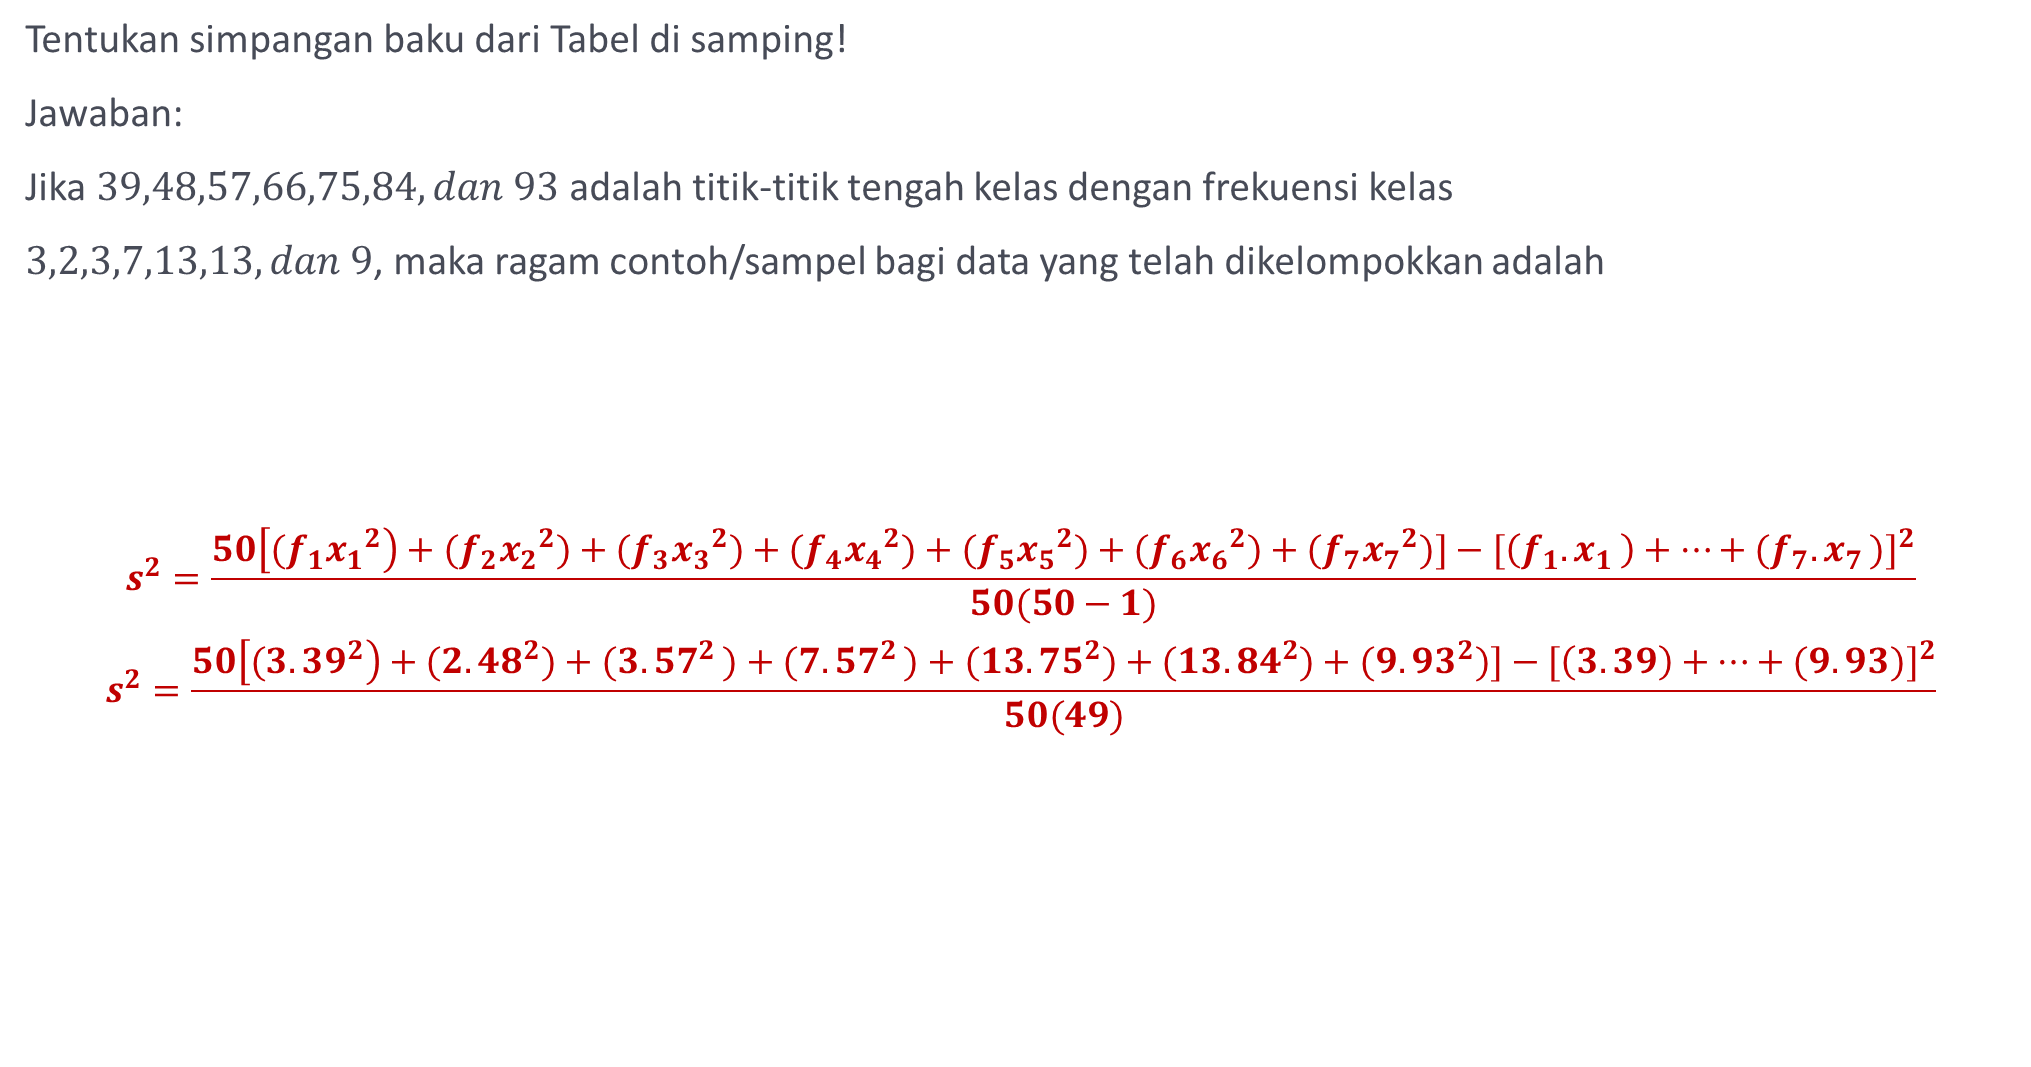 Tentukan simpangan baku dari Tabel di samping!
Jawaban:
Jika 39,48,57,66,75,84, dan 93 adalah titik-titik tengah kelas dengan frekuensi kelas
3,2,3,7,13,13, dan 9, maka ragam contoh/sampel bagi data yang telah dikelompokkan adalah
s² = 50[(f₁x₁²) + (f₂x₂²) + (f₃x₃²) + (f₄x₄²) + (f₅x₅²) + (f₆x₆²) + (f₇x₇²)] − [(f₁.x₁ ) + ⋯ + (f₇.x₇ )]²
50(50 − 1)
s² = 50[(3.39²) + (2.48²) + (3.57² ) + (7.57² ) + (13.75²) + (13.84²) + (9.93²)] − [(3.39) + ⋯ + (9.93)]²
50(49)